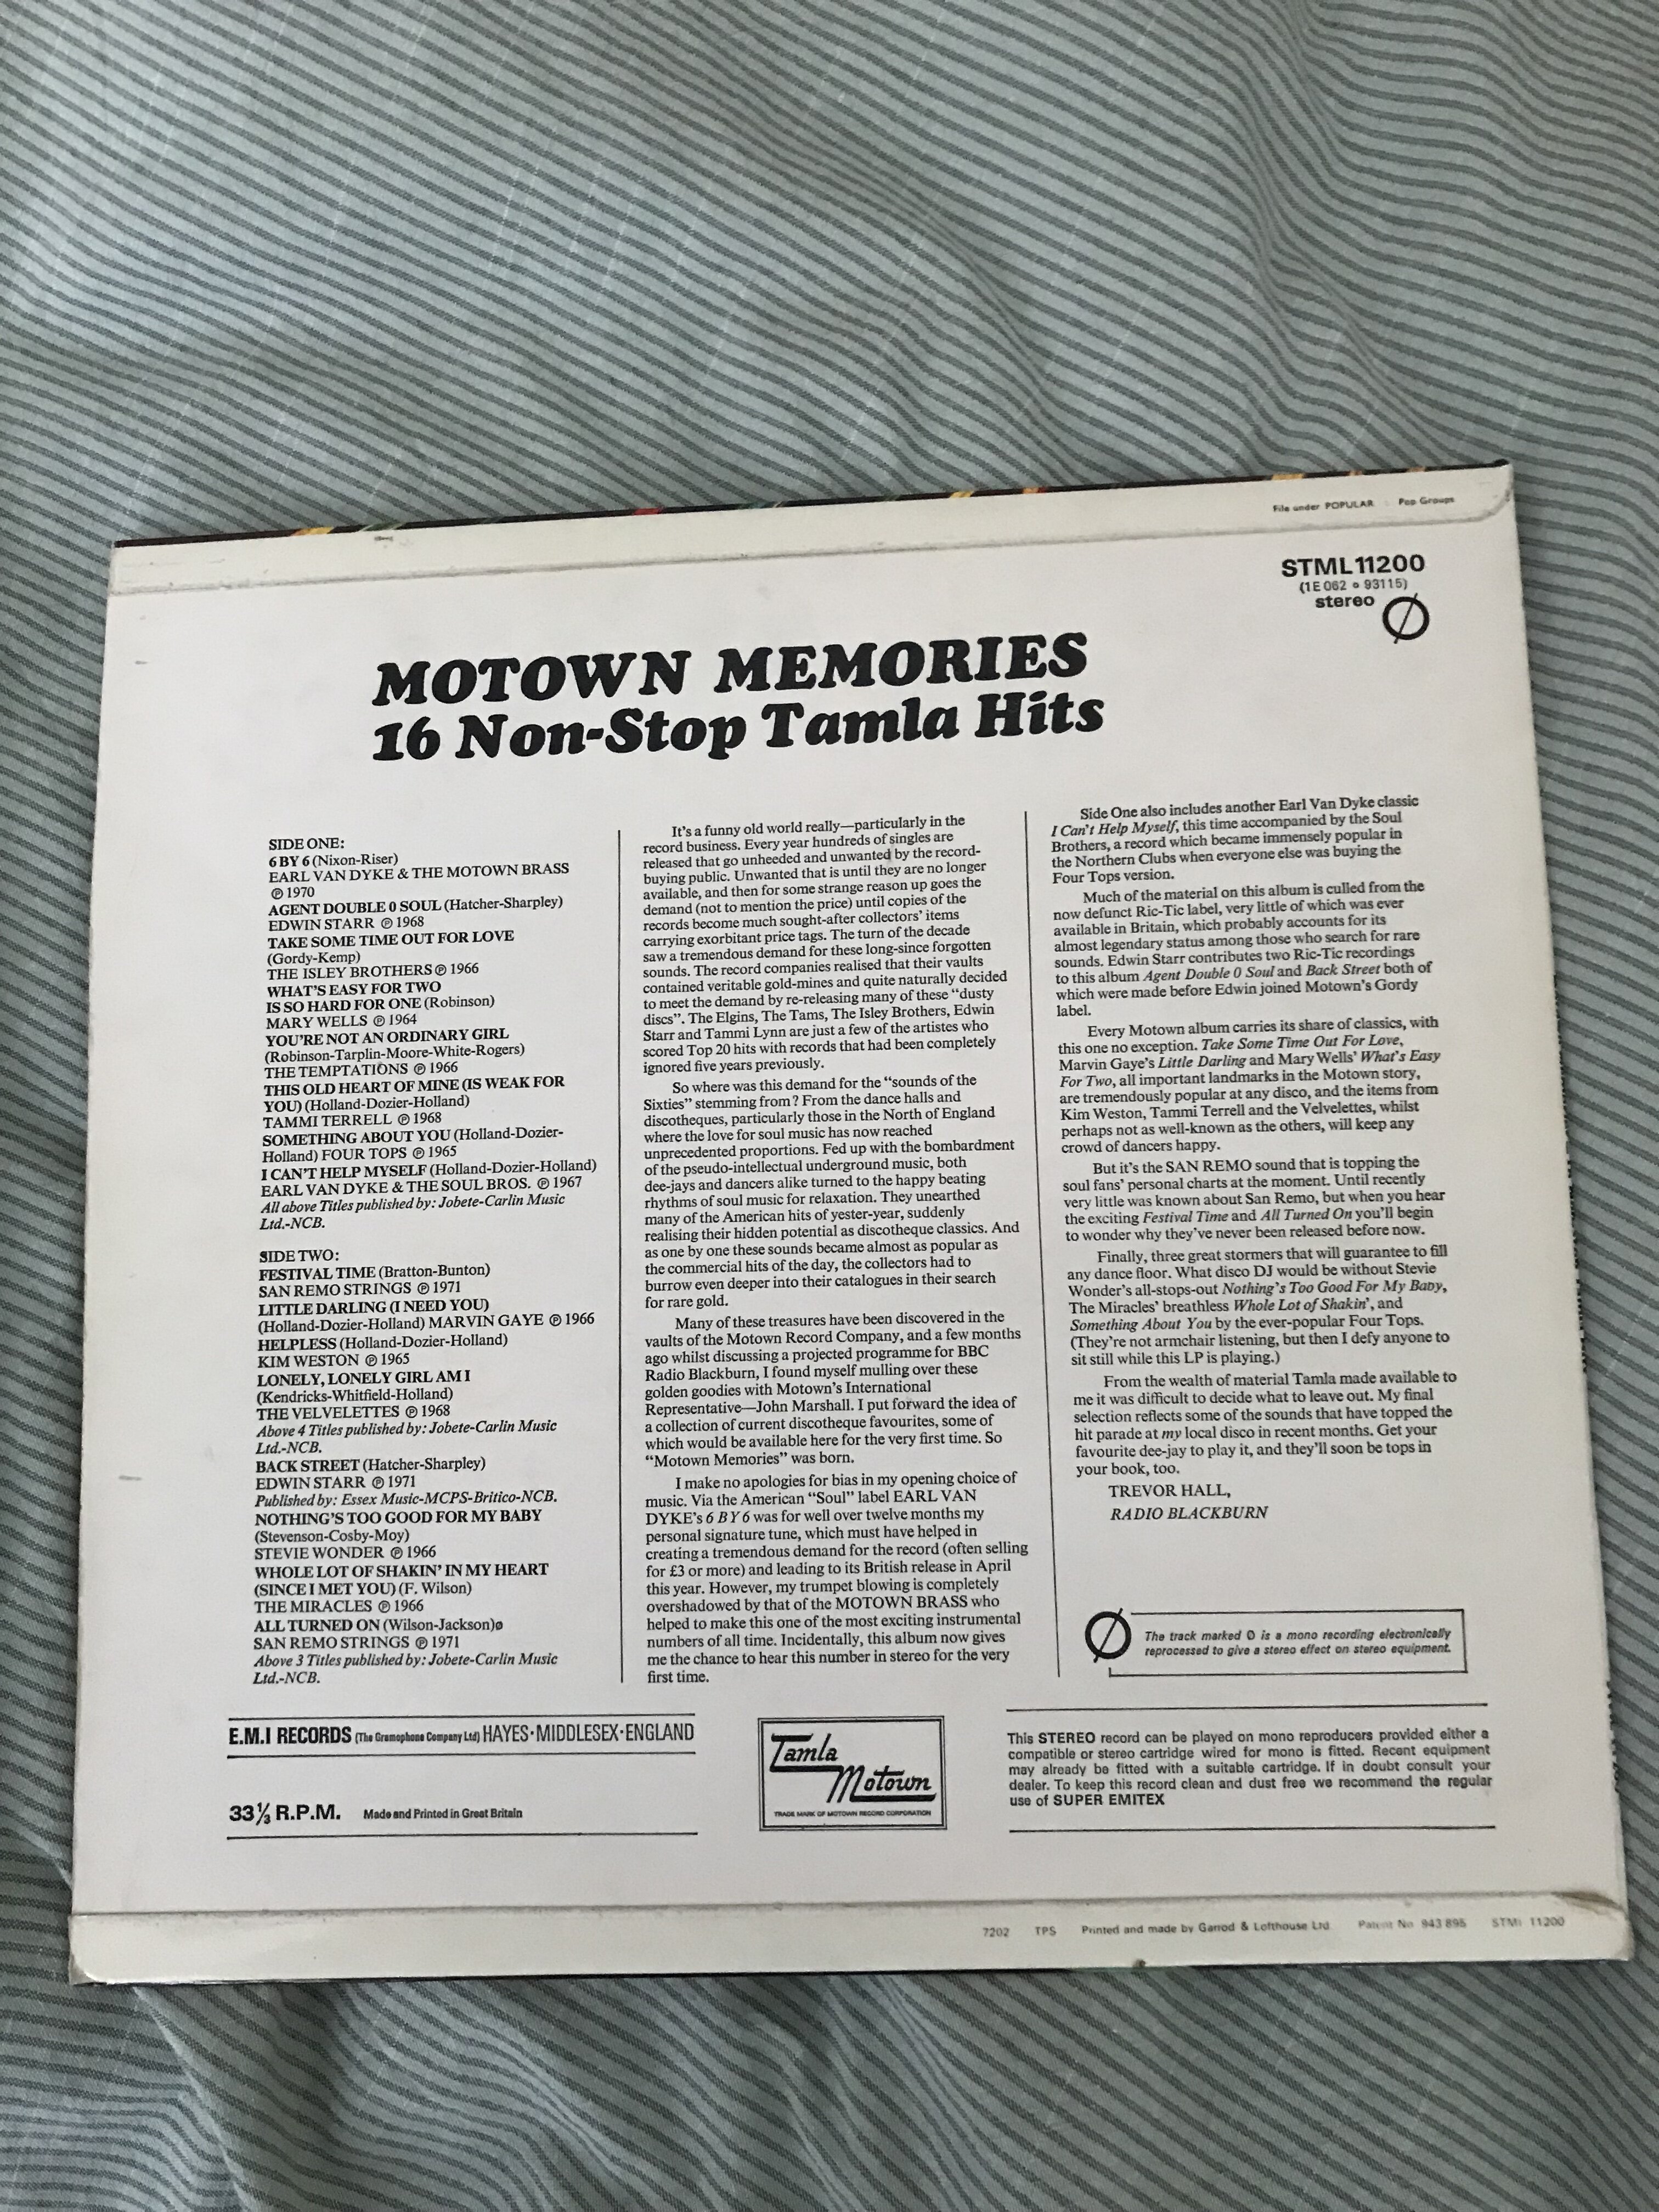 File under POPULAR : Pop Groups
STML 11200
(1E 062 o 93115)
stereo
MOTOWN MEMORIES
16 Non-Stop Tamla Hits
SIDE ONE:
6 BY 6 (Nixon-Riser)
EARL VAN DYKE & THE MOTOWN BRASS
℗ 1970
AGENT DOUBLE 0 SOUL (Hatcher-Sharpley)
EDWIN STARR ℗ 1968
TAKE SOME TIME OUT FOR LOVE
(Gordy-Kemp)
THE ISLEY BROTHERS ℗ 1966
WHAT'S EASY FOR TWO
IS SO HARD FOR ONE (Robinson)
MARY WELLS ℗ 1964
YOU'RE NOT AN ORDINARY GIRL
(Robinson-Tarplin-Moore-White-Rogers)
THE TEMPTATIONS ℗ 1966
THIS OLD HEART OF MINE (IS WEAK FOR
YOU) (Holland-Dozier-Holland)
TAMMI TERRELL ℗ 1968
SOMETHING ABOUT YOU (Holland-Dozier-
Holland) FOUR TOPS ℗ 1965
I CAN'T HELP MYSELF (Holland-Dozier-Holland)
EARL VAN DYKE & THE SOUL BROS. ℗ 1967
All above Titles published by: Jobete-Carlin Music
Ltd.-NCB.
SIDE TWO:
FESTIVAL TIME (Bratton-Bunton)
SAN REMO STRINGS ℗ 1971
LITTLE DARLING (I NEED YOU)
(Holland-Dozier-Holland) MARVIN GAYE ℗ 1966
HELPLESS (Holland-Dozier-Holland)
KIM WESTON ℗ 1965
LONELY, LONELY GIRL AM I
(Kendricks-Whitfield-Holland)
THE VELVELETTES ℗ 1968
Above 4 Titles published by: Jobete-Carlin Music
Ltd.-NCB.
BACK STREET (Hatcher-Sharpley)
EDWIN STARR ℗ 1971
Published by: Essex Music-MCPS-Britico-NCB.
NOTHING'S TOO GOOD FOR MY BABY
(Stevenson-Cosby-Moy)
STEVIE WONDER ℗ 1966
WHOLE LOT OF SHAKIN' IN MY HEART
(SINCE I MET YOU) (F. Wilson)
THE MIRACLES ℗ 1966
ALL TURNED ON (Wilson-Jackson)ø
SAN REMO STRINGS ℗ 1971
Above 3 Titles published by: Jobete-Carlin Music
Ltd.-NCB.
It's a funny old world really—particularly in the
record business. Every year hundreds of singles are
released that go unheeded and unwanted by the record-
buying public. Unwanted that is until they are no longer
available, and then for some strange reason up goes the
demand (not to mention the price) until copies of the
records become much sought-after collectors' items
carrying exorbitant price tags. The turn of the decade
saw a tremendous demand for these long-since forgotten
sounds. The record companies realised that their vaults
contained veritable gold-mines and quite naturally decided
to meet the demand by re-releasing many of these "dusty
discs". The Elgins, The Tams, The Isley Brothers, Edwin
Starr and Tammi Lynn are just a few of the artistes who
scored Top 20 hits with records that had been completely
ignored five years previously.
So where was this demand for the "sounds of the
Sixties" stemming from? From the dance halls and
discotheques, particularly those in the North of England
where the love for soul music has now reached
unprecedented proportions. Fed up with the bombardment
of the pseudo-intellectual underground music, both
dee-jays and dancers alike turned to the happy beating
rhythms of soul music for relaxation. They unearthed
many of the American hits of yester-year, suddenly
realising their hidden potential as discotheque classics. And
as one by one these sounds became almost as popular as
the commercial hits of the day, the collectors had to
burrow even deeper into their catalogues in their search
for rare gold.
Many of these treasures have been discovered in the
vaults of the Motown Record Company, and a few months
ago whilst discussing a projected programme for BBC
Radio Blackburn, I found myself mulling over these
golden goodies with Motown's International
Representative—John Marshall. I put forward the idea of
a collection of current discotheque favourites, some of
which would be available here for the very first time. So
"Motown Memories" was born.
I make no apologies for bias in my opening choice of
music. Via the American "Soul" label EARL VAN
DYKE's 6 BY 6 was for well over twelve months my
personal signature tune, which must have helped in
creating a tremendous demand for the record (often selling
for £3 or more) and leading to its British release in April
this year. However, my trumpet blowing is completely
overshadowed by that of the MOTOWN BRASS who
helped to make this one of the most exciting instrumental
numbers of all time. Incidentally, this album now gives
me the chance to hear this number in stereo for the very
first time.
Side One also includes another Earl Van Dyke classic
I Can't Help Myself, this time accompanied by the Soul
Brothers, a record which became immensely popular in
the Northern Clubs when everyone else was buying the
Four Tops version.
Much of the material on this album is culled from the
now defunct Ric-Tic label, very little of which was ever
available in Britain, which probably accounts for its
almost legendary status among those who search for rare
sounds. Edwin Starr contributes two Ric-Tic recordings
to this album Agent Double 0 Soul and Back Street both of
which were made before Edwin joined Motown's Gordy
label.
Every Motown album carries its share of classics, with
this one no exception. Take Some Time Out For Love,
Marvin Gaye's Little Darling and Mary Wells' What's Easy
For Two, all important landmarks in the Motown story,
are tremendously popular at any disco, and the items from
Kim Weston, Tammi Terrell and the Velvelettes, whilst
perhaps not as well-known as the others, will keep any
crowd of dancers happy.
But it's the SAN REMO sound that is topping the
soul fans' personal charts at the moment. Until recently
very little was known about San Remo, but when you hear
the exciting Festival Time and All Turned On you'll begin
to wonder why they've never been released before now.
Finally, three great stormers that will guarantee to fill
any dance floor. What disco DJ would be without Stevie
Wonder's all-stops-out Nothing's Too Good For My Baby,
The Miracles' breathless Whole Lot of Shakin', and
Something About You by the ever-popular Four Tops.
(They're not armchair listening, but then I defy anyone to
sit still while this LP is playing.)
From the wealth of material Tamla made available to
me it was difficult to decide what to leave out. My final
selection reflects some of the sounds that have topped the
hit parade at my local disco in recent months. Get your
favourite dee-jay to play it, and they'll soon be tops in
your book, too.
TREVOR HALL,
RADIO BLACKBURN
The track marked Ø is a mono recording electronically
reprocessed to give a stereo effect on stereo equipment.
E.M.I RECORDS (The Gramophone Company Ltd) HAYES·MIDDLESEX·ENGLAND
33⅓ R.P.M. Made and Printed in Great Britain
Tamla
Motown
TRADE MARK OF MOTOWN RECORD CORPORATION
This STEREO record can be played on mono reproducers provided either a
compatible or stereo cartridge wired for mono is fitted. Recent equipment
may already be fitted with a suitable cartridge. If in doubt consult your
dealer. To keep this record clean and dust free we recommend the regular
use of SUPER EMITEX
7202 TPS Printed and made by Garrod & Lofthouse Ltd. Patent No 943 895 STML 11200